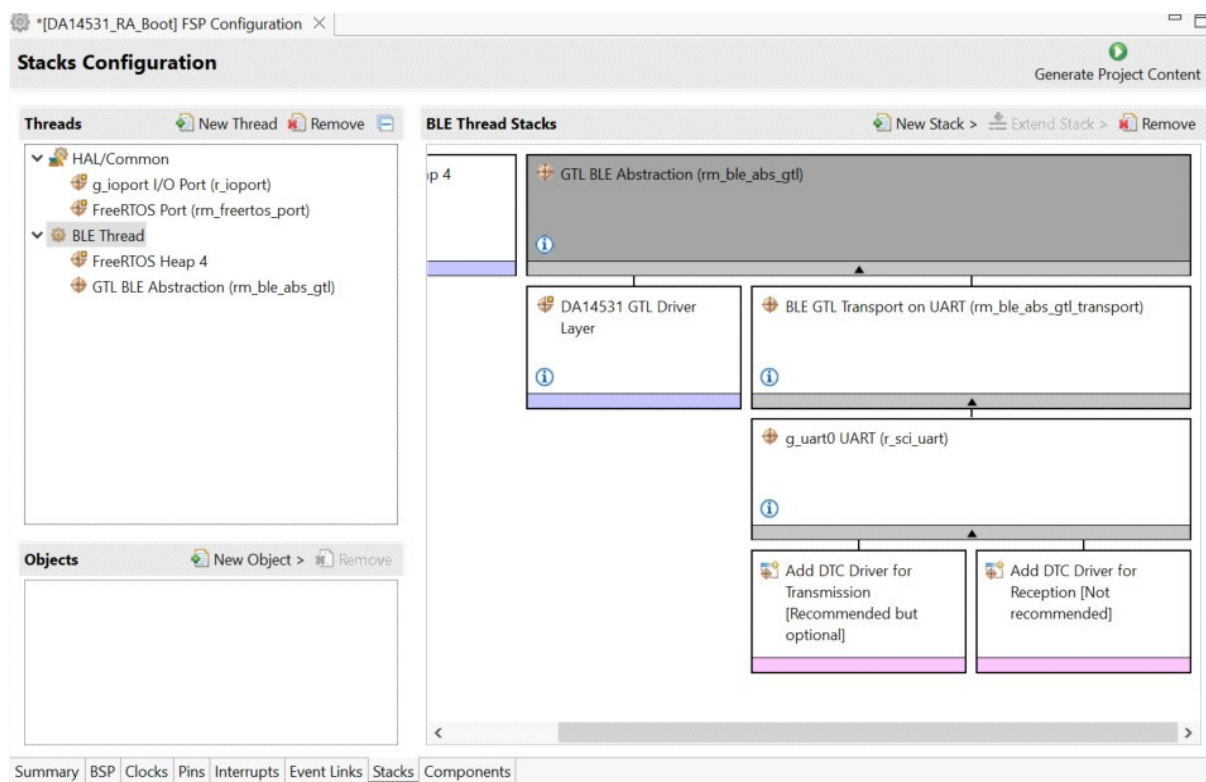 *[DA14531_RA_Boot] FSP Configuration
Stacks Configuration
Generate Project Content
Threads
New Thread
Remove
HAL/Common
g_ioport I/O Port (r_ioport)
FreeRTOS Port (rm_freertos_port)
BLE Thread
FreeRTOS Heap 4
GTL BLE Abstraction (rm_ble_abs_gtl)
Objects
New Object >
Remove
BLE Thread Stacks
New Stack >
Extend Stack >
Remove
ap 4
GTL BLE Abstraction (rm_ble_abs_gtl)
DA14531 GTL Driver
Layer
BLE GTL Transport on UART (rm_ble_abs_gtl_transport)
g_uart0 UART (r_sci_uart)
Add DTC Driver for
Transmission
[Recommended but
optional]
Add DTC Driver for
Reception [Not
recommended]
Summary BSP Clocks Pins Interrupts Event Links Stacks Components